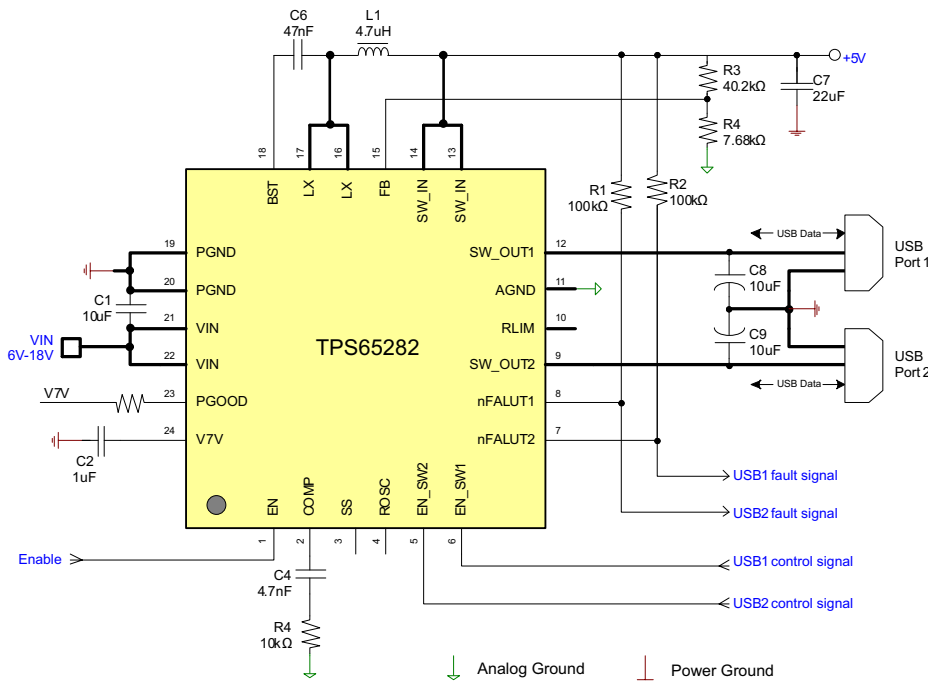 C6
47nF
L1
4.7uH
+5V
R3
40.2kΩ
C7
22uF
R4
7.68kΩ
18
17
16
15
14
13
BST
LX
LX
FB
SW_IN
SW_IN
R1
100kΩ
R2
100kΩ
USB Data
USB
Port 1
19
PGND
SW_OUT1
12
C8
10uF
20
PGND
AGND
11
C1
10uF
21
VIN
RLIM
10
C9
10uF
VIN
6V-18V
TPS65282
22
VIN
SW_OUT2
9
USB
Port 2
USB Data
V7V
23
PGOOD
nFALUT1
8
24
V7V
nFALUT2
7
C2
1uF
USB1 fault signal
USB2 fault signal
EN
COMP
SS
ROSC
EN_SW2
EN_SW1
1
2
3
4
5
6
Enable
USB1 control signal
C4
4.7nF
USB2 control signal
R4
10kΩ
Analog Ground
Power Ground